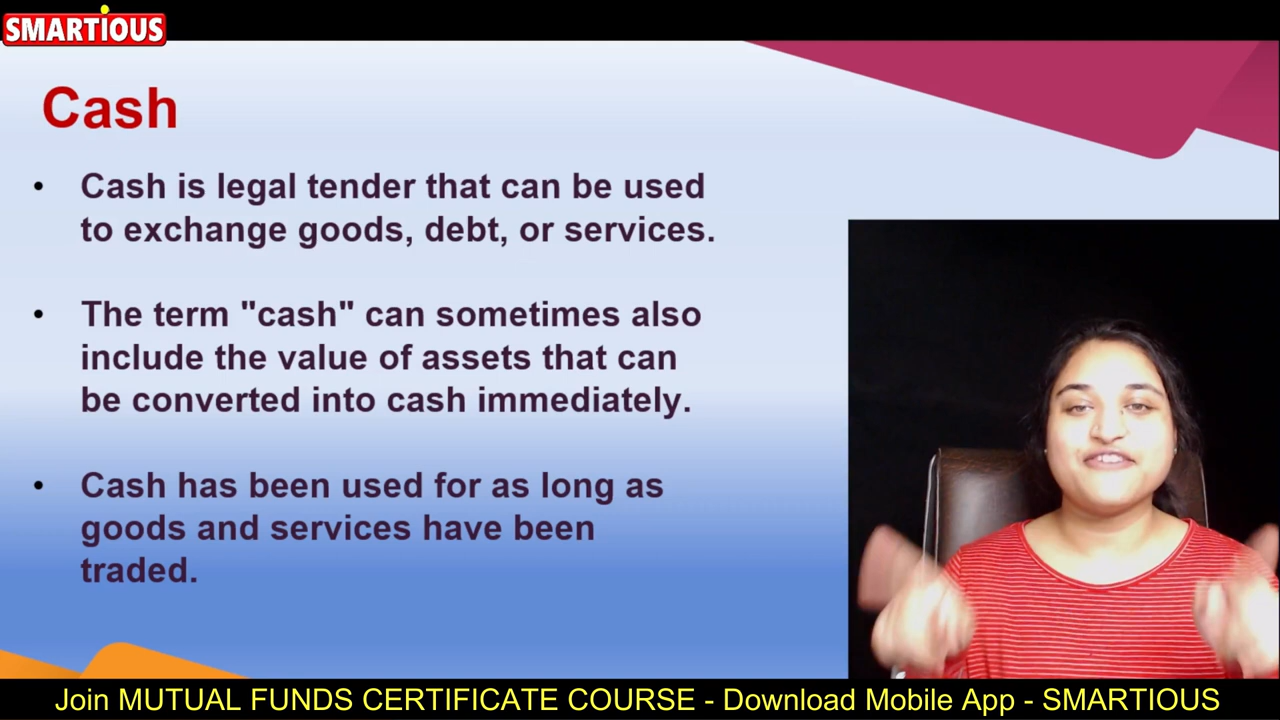 SMARTIOUS
Cash
• Cash is legal tender that can be used
to exchange goods, debt, or services.
• The term "cash" can sometimes also
include the value of assets that can
be converted into cash immediately.
• Cash has been used for as long as
goods and services have been
traded.
Join MUTUAL FUNDS CERTIFICATE COURSE - Download Mobile App - SMARTIOUS